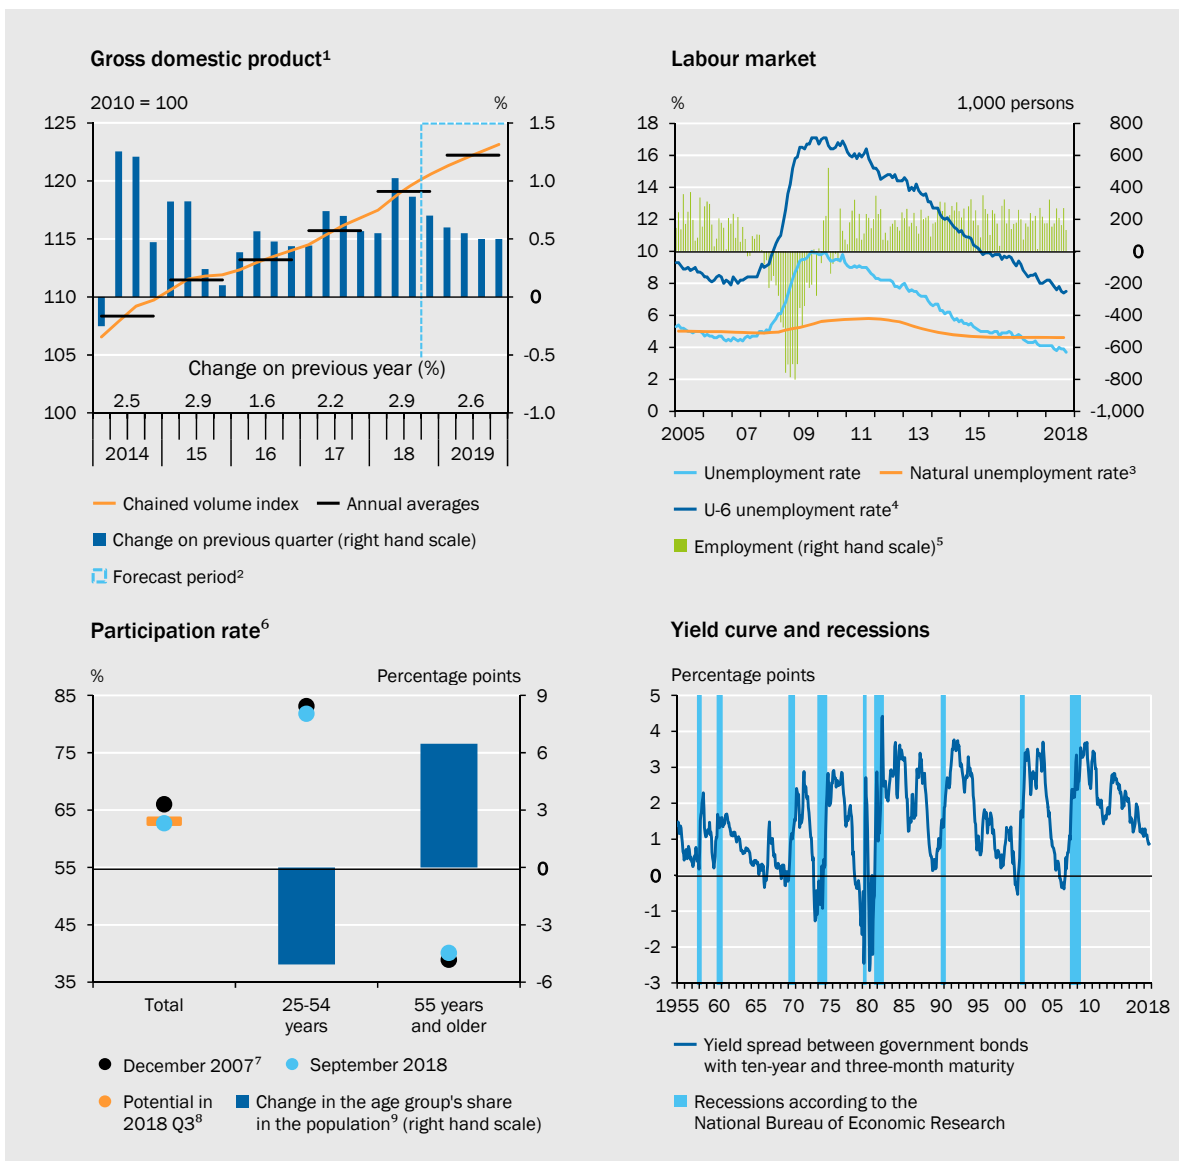 Gross domestic product¹
2010 = 100
%
125
120
115
110
105
100
1.5
1.0
0.5
0
-0.5
-1.0
Change on previous year (%)
2.5 2.9 1.6 2.2 2.9 2.6
2014 15 16 17 18 2019
Chained volume index
Annual averages
Change on previous quarter (right hand scale)
Forecast period²
Labour market
%
1,000 persons
18
16
14
12
10
8
6
4
2
0
800
600
400
200
0
-200
-400
-600
-800
-1,000
2005 07 09 11 13 15 2018
Unemployment rate
Natural unemployment rate³
U-6 unemployment rate⁴
Employment (right hand scale)⁵
Participation rate⁶
%
Percentage points
85
75
65
55
45
35
9
6
3
0
-3
-6
Total
25-54
years
55 years
and older
December 2007⁷
September 2018
Potential in
2018 Q3⁸
Change in the age group's share
in the population⁹ (right hand scale)
Yield curve and recessions
Percentage points
5
4
3
2
1
0
-1
-2
-3
1955 60 65 70 75 80 85 90 95 00 05 10 2018
Yield spread between government bonds
with ten-year and three-month maturity
Recessions according to the
National Bureau of Economic Research